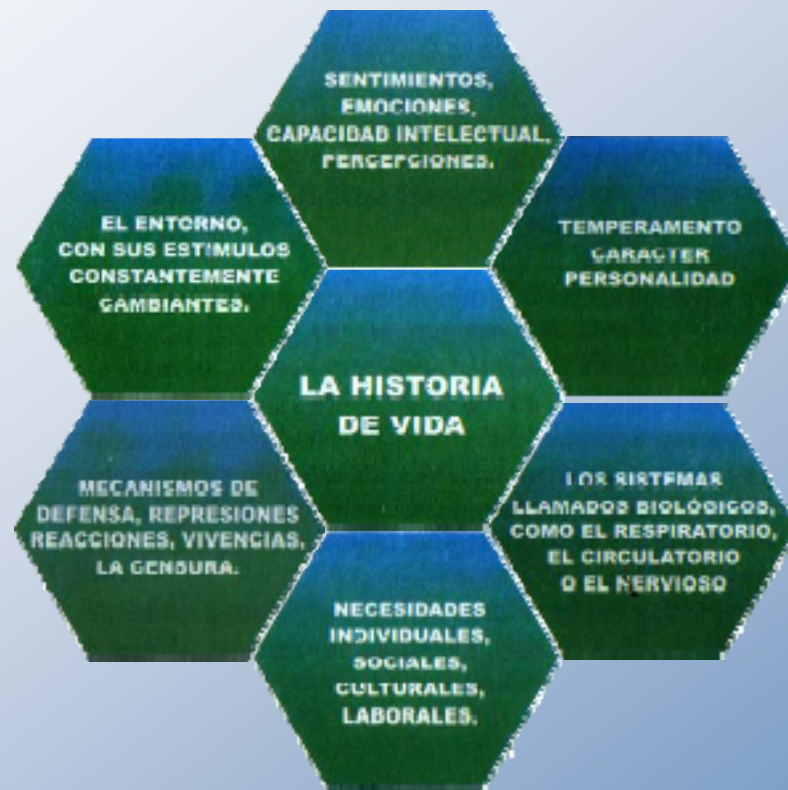 SENTIMIENTOS,
EMOCIONES,
CAPACIDAD INTELECTUAL,
PERCEPCIONES.
EL ENTORNO,
CON SUS ESTIMULOS
CONSTANTEMENTE
CAMBIANTES.
TEMPERAMENTO
CARACTER
PERSONALIDAD
LA HISTORIA
DE VIDA
MECANISMOS DE
DEFENSA, REPRESIONES
REACCIONES, VIVENCIAS,
LA CENSURA.
LOS SISTEMAS
LLAMADOS BIOLÓGICOS,
COMO EL RESPIRATORIO,
EL CIRCULATORIO
O EL NERVIOSO
NECESIDADES
INDIVIDUALES,
SOCIALES,
CULTURALES,
LABORALES.